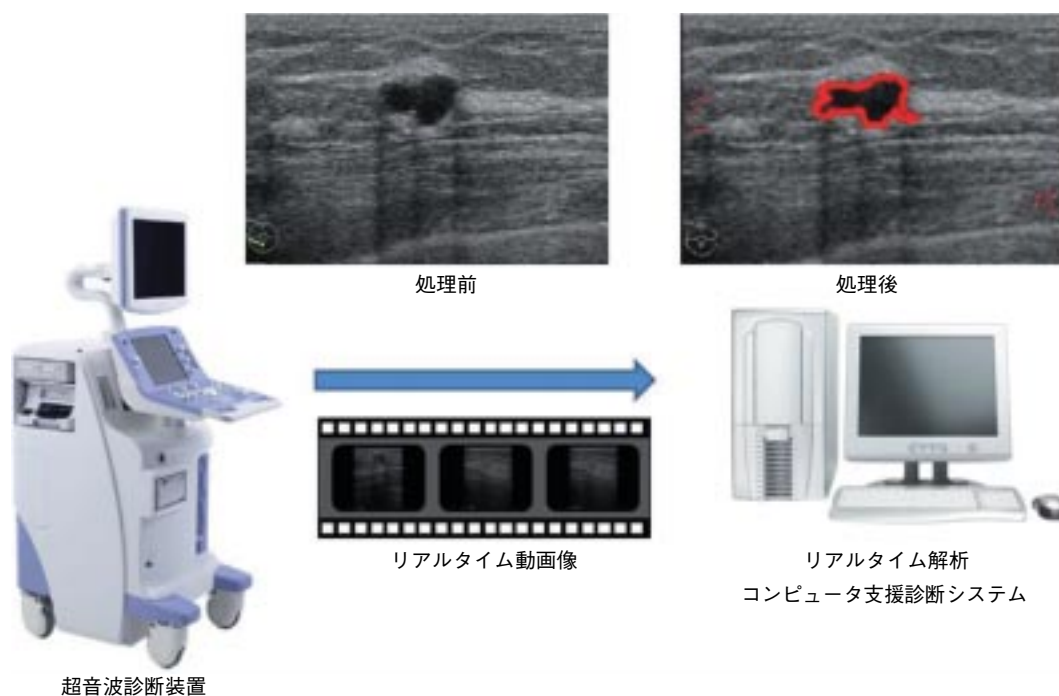 処理前
処理後
リアルタイム動画像
リアルタイム解析
コンピュータ支援診断システム
超音波診断装置